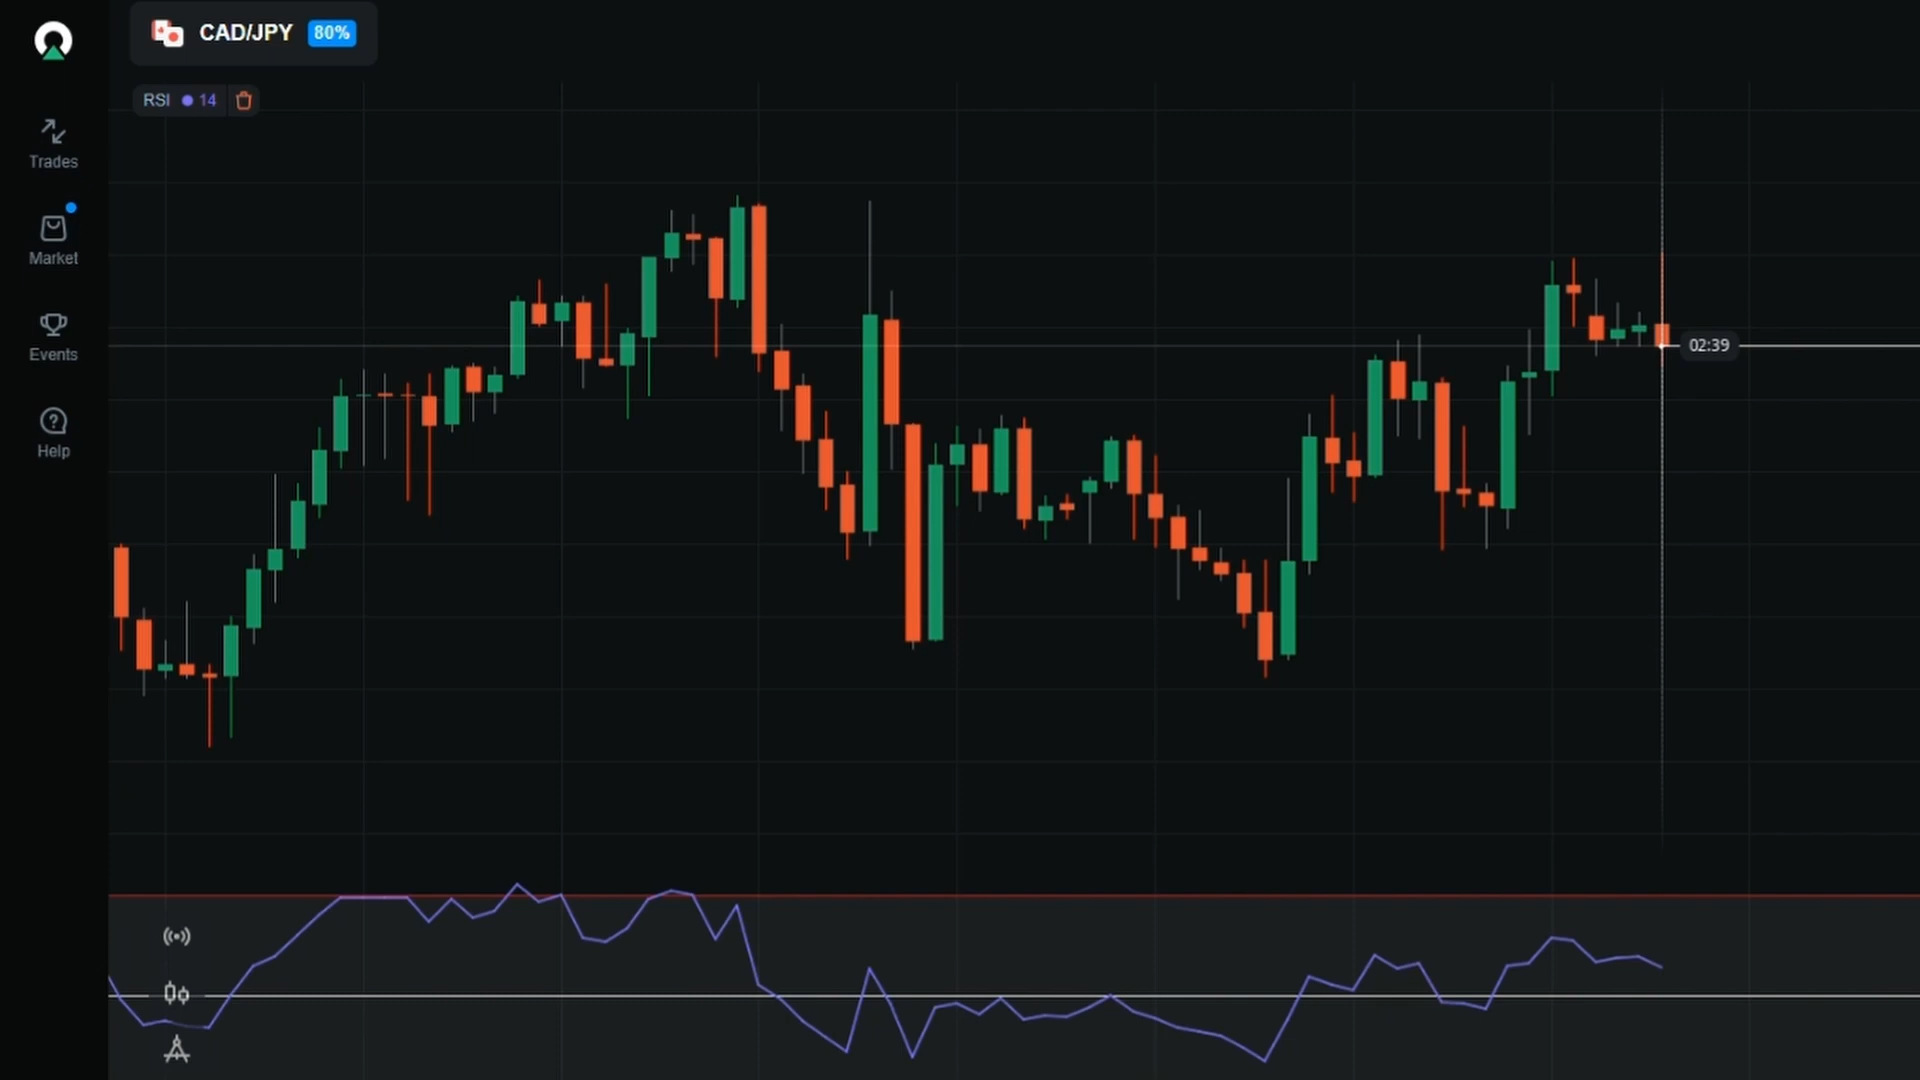 CAD/JPY 80%
RSI 14
Trades
Market
Events
Help
02:39